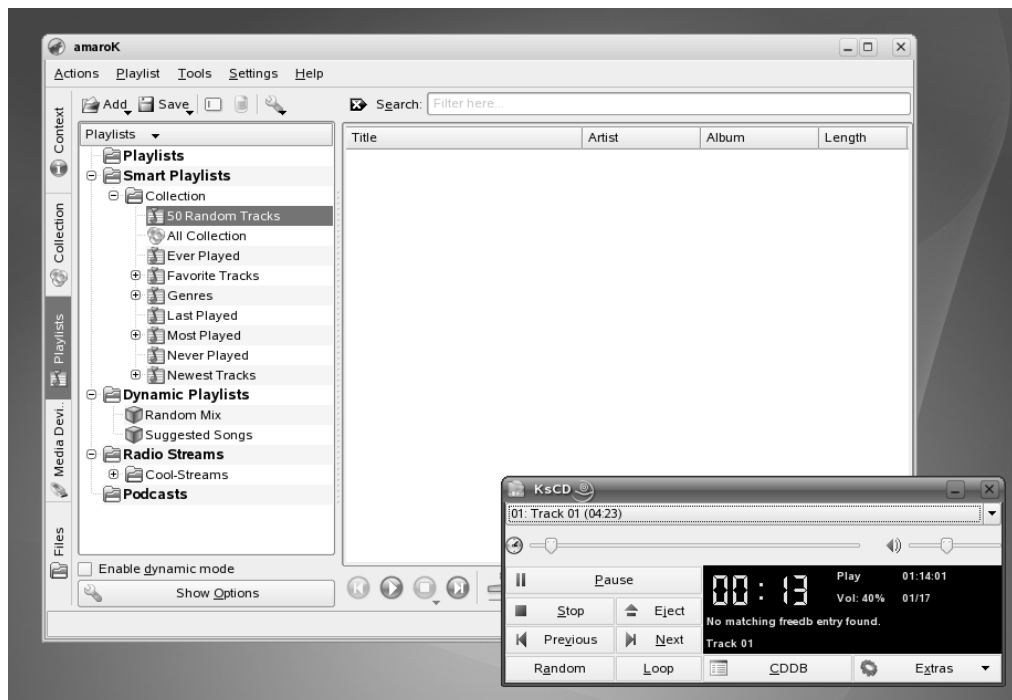 amaroK
Actions Playlist Tools Settings Help
Add Save
Search: Filter here...
Context
Collection
Playlists
Media Devi..
Files
Playlists
Title Artist Album Length
Playlists
Smart Playlists
Collection
50 Random Tracks
All Collection
Ever Played
Favorite Tracks
Genres
Last Played
Most Played
Never Played
Newest Tracks
Dynamic Playlists
Random Mix
Suggested Songs
Radio Streams
Cool-Streams
Podcasts
Enable dynamic mode
Show Options
KsCD
01: Track 01 (04:23)
Pause
Stop Eject
Previous Next
Random Loop
00:13
Play 01:14:01
Vol: 40% 01/17
No matching freedb entry found.
Track 01
CDDB Extras